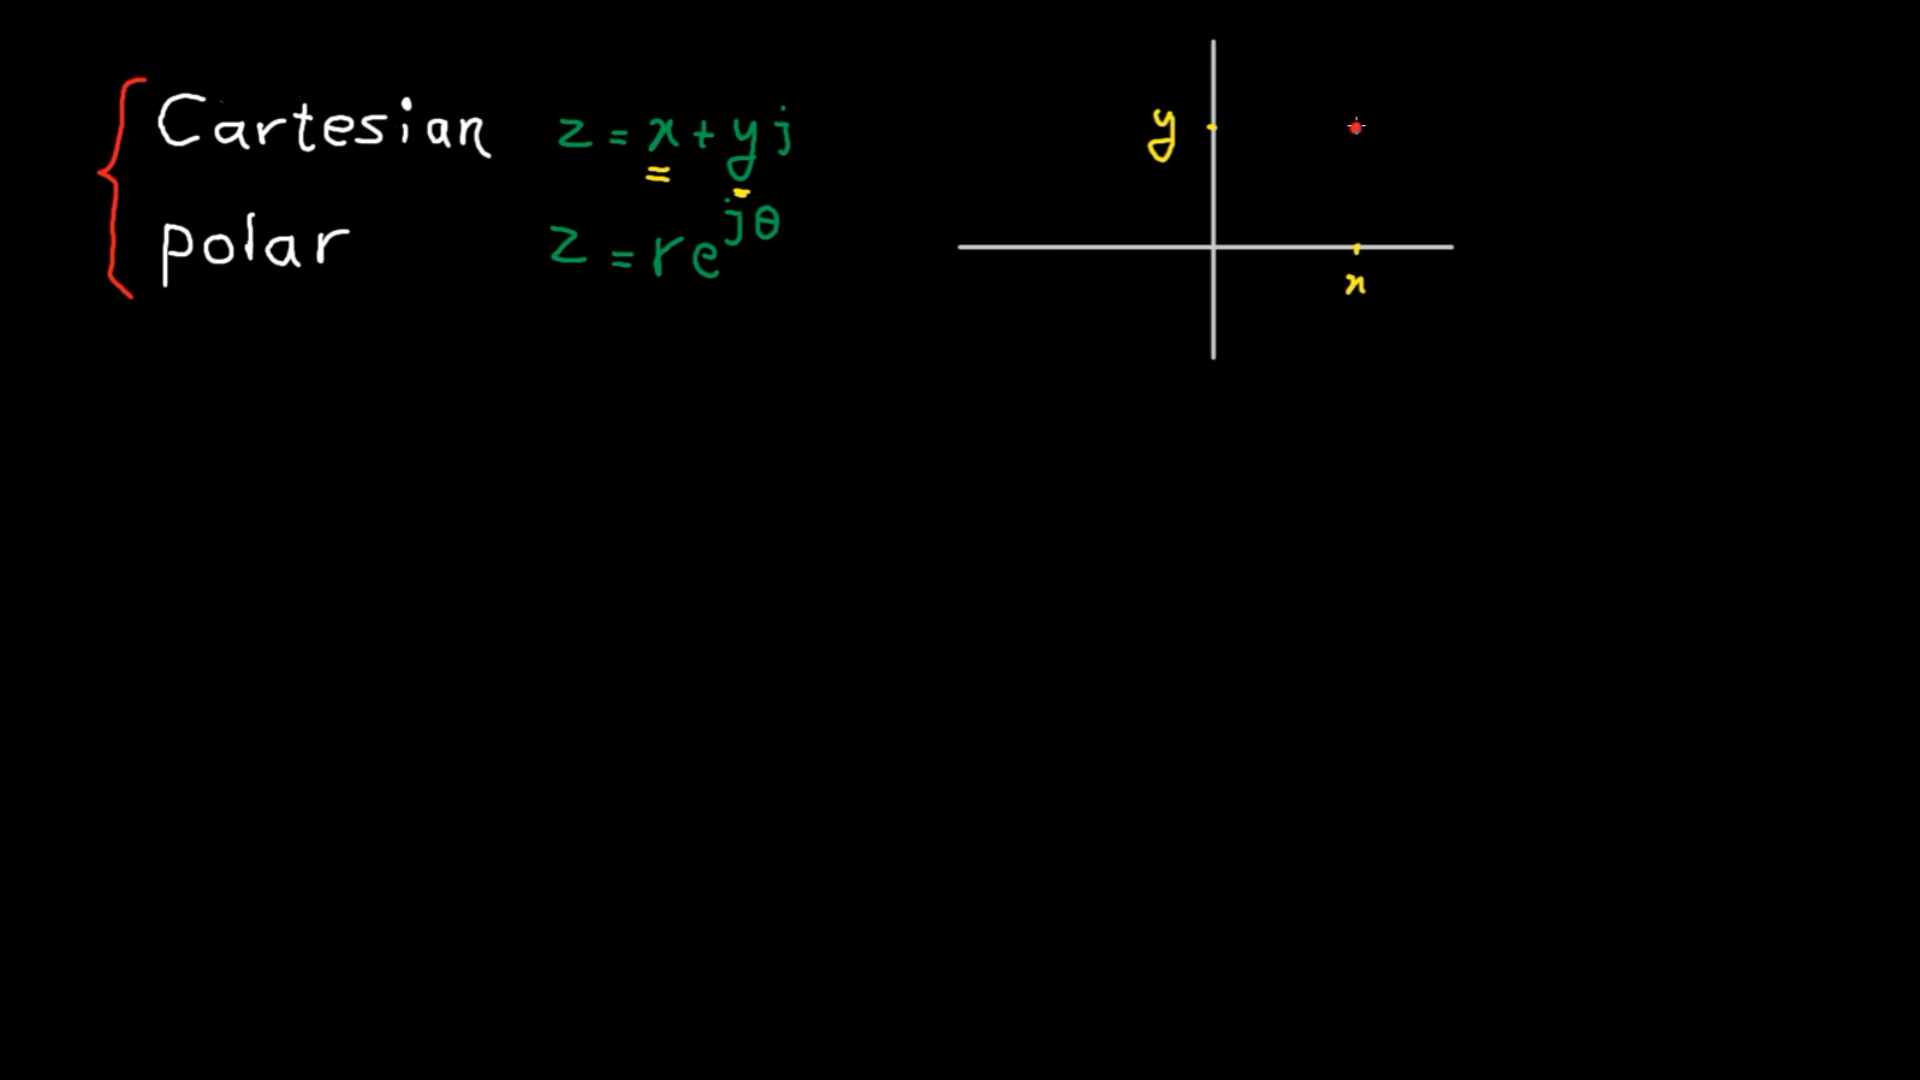 Cartesian z = x + yj
polar z = re^{jθ}
y
x